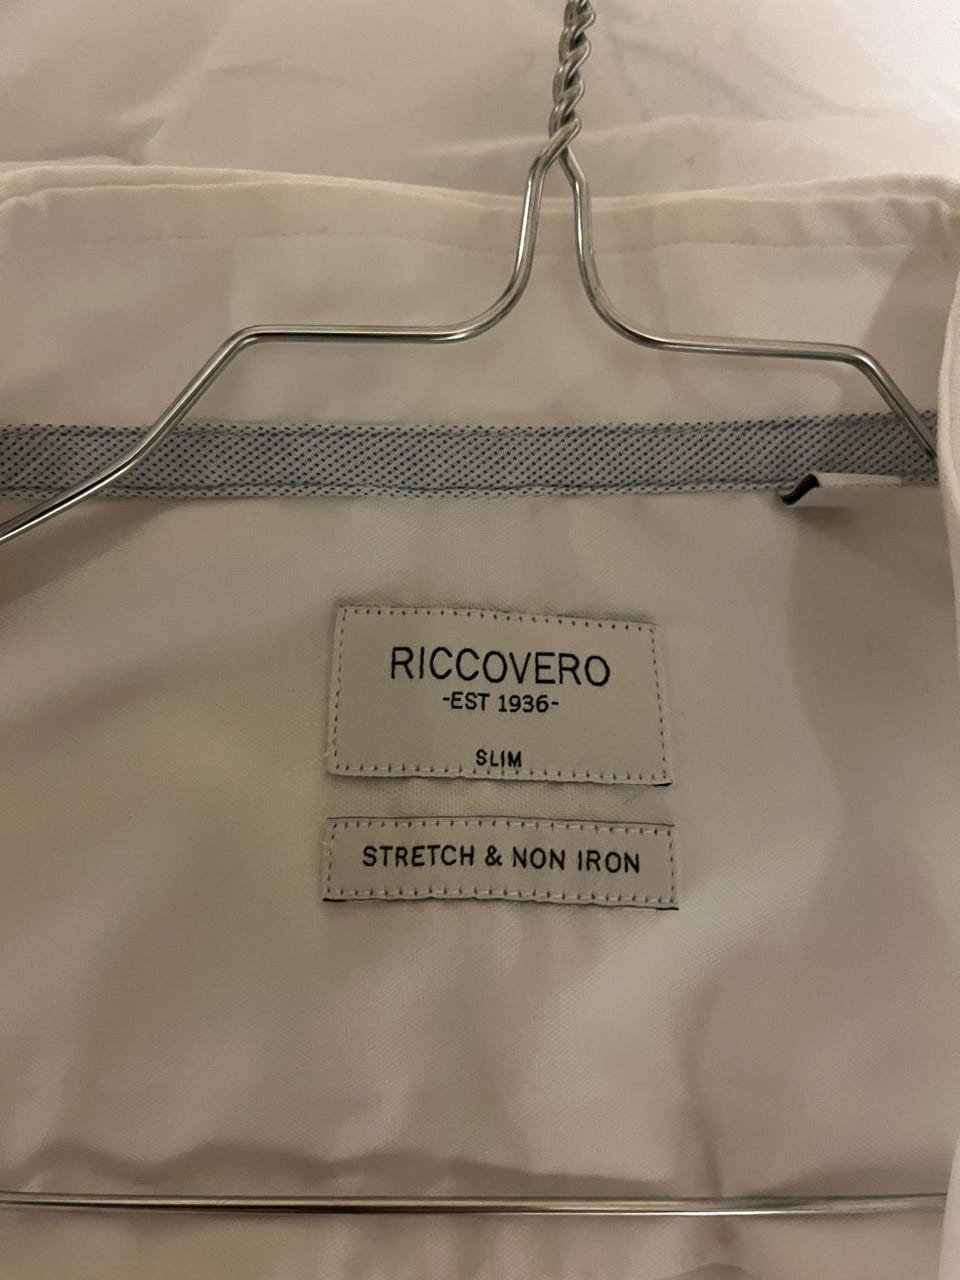 RICCOVERO
-EST 1936-
SLIM
STRETCH & NON IRON